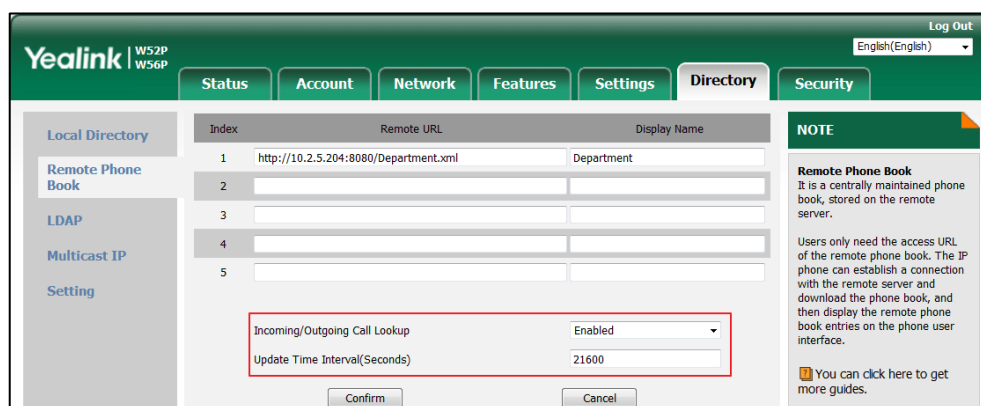 Log Out
Yealink | W52P
W56P
English(English)
Status Account Network Features Settings Directory Security
Local Directory
Remote Phone
Book
LDAP
Multicast IP
Setting
Index Remote URL Display Name
1 http://10.2.5.204:8080/Department.xml Department
2
3
4
5
Incoming/Outgoing Call Lookup Enabled
Update Time Interval(Seconds) 21600
Confirm Cancel
NOTE
Remote Phone Book
It is a centrally maintained phone
book, stored on the remote
server.
Users only need the access URL
of the remote phone book. The IP
phone can establish a connection
with the remote server and
download the phone book, and
then display the remote phone
book entries on the phone user
interface.
You can click here to get
more guides.